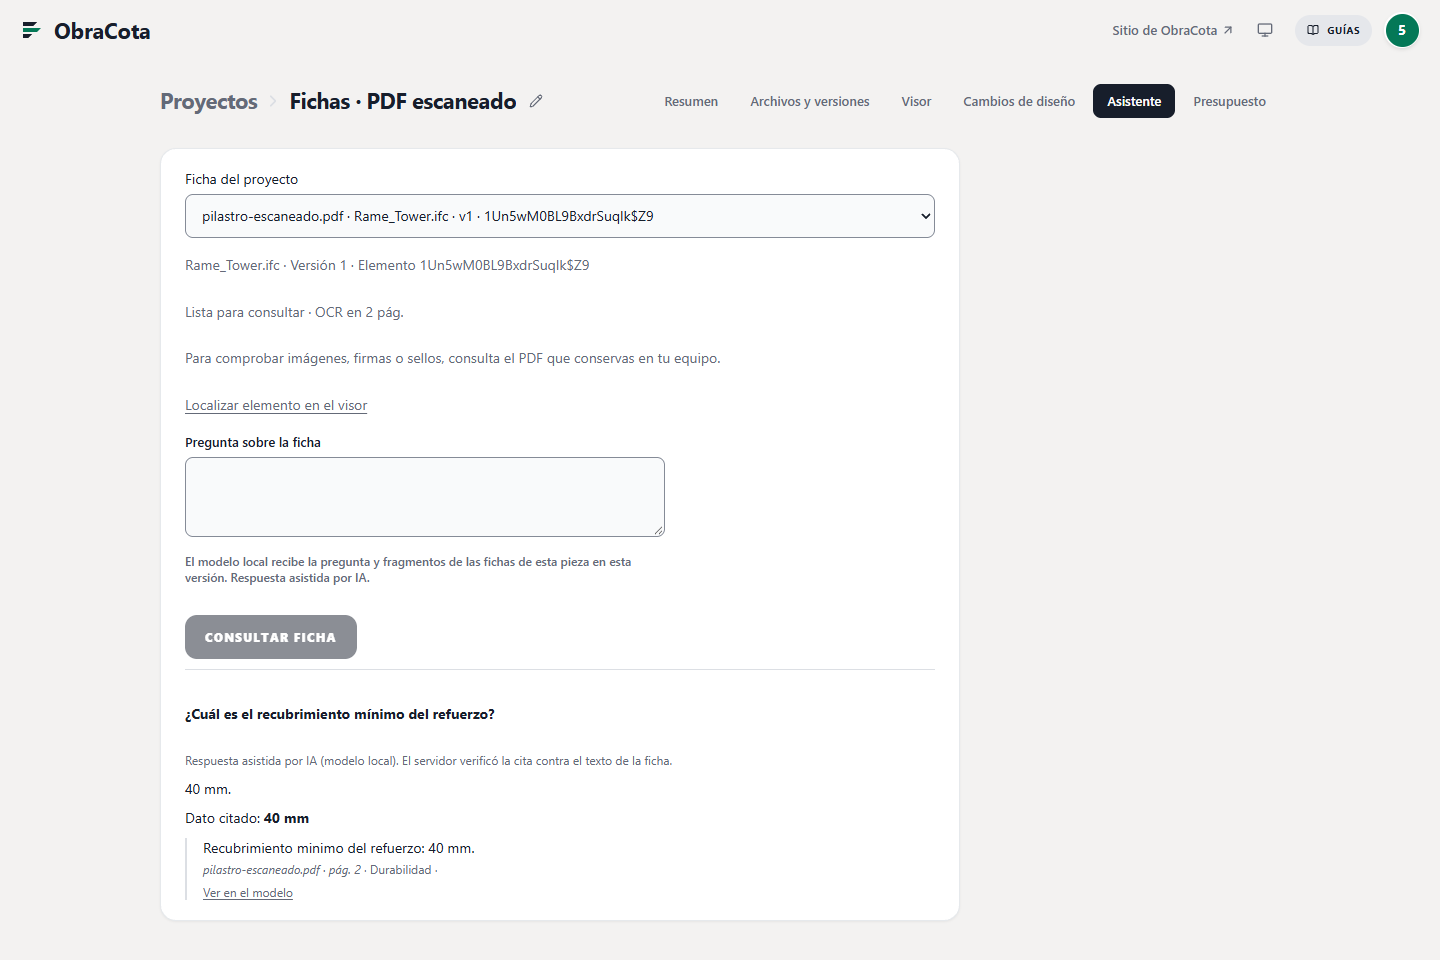 ObraCota
Sitio de ObraCota ↗
GUÍAS
5
Proyectos › Fichas · PDF escaneado
Resumen
Archivos y versiones
Visor
Cambios de diseño
Asistente
Presupuesto
Ficha del proyecto
pilastro-escaneado.pdf · Rame_Tower.ifc · v1 · 1Un5wM0BL9BxdrSuqlk$Z9
Rame_Tower.ifc · Versión 1 · Elemento 1Un5wM0BL9BxdrSuqlk$Z9
Lista para consultar · OCR en 2 pág.
Para comprobar imágenes, firmas o sellos, consulta el PDF que conservas en tu equipo.
Localizar elemento en el visor
Pregunta sobre la ficha
El modelo local recibe la pregunta y fragmentos de las fichas de esta pieza en esta
versión. Respuesta asistida por IA.
CONSULTAR FICHA
¿Cuál es el recubrimiento mínimo del refuerzo?
Respuesta asistida por IA (modelo local). El servidor verificó la cita contra el texto de la ficha.
40 mm.
Dato citado: 40 mm
Recubrimiento minimo del refuerzo: 40 mm.
pilastro-escaneado.pdf · pág. 2 · Durabilidad ·
Ver en el modelo